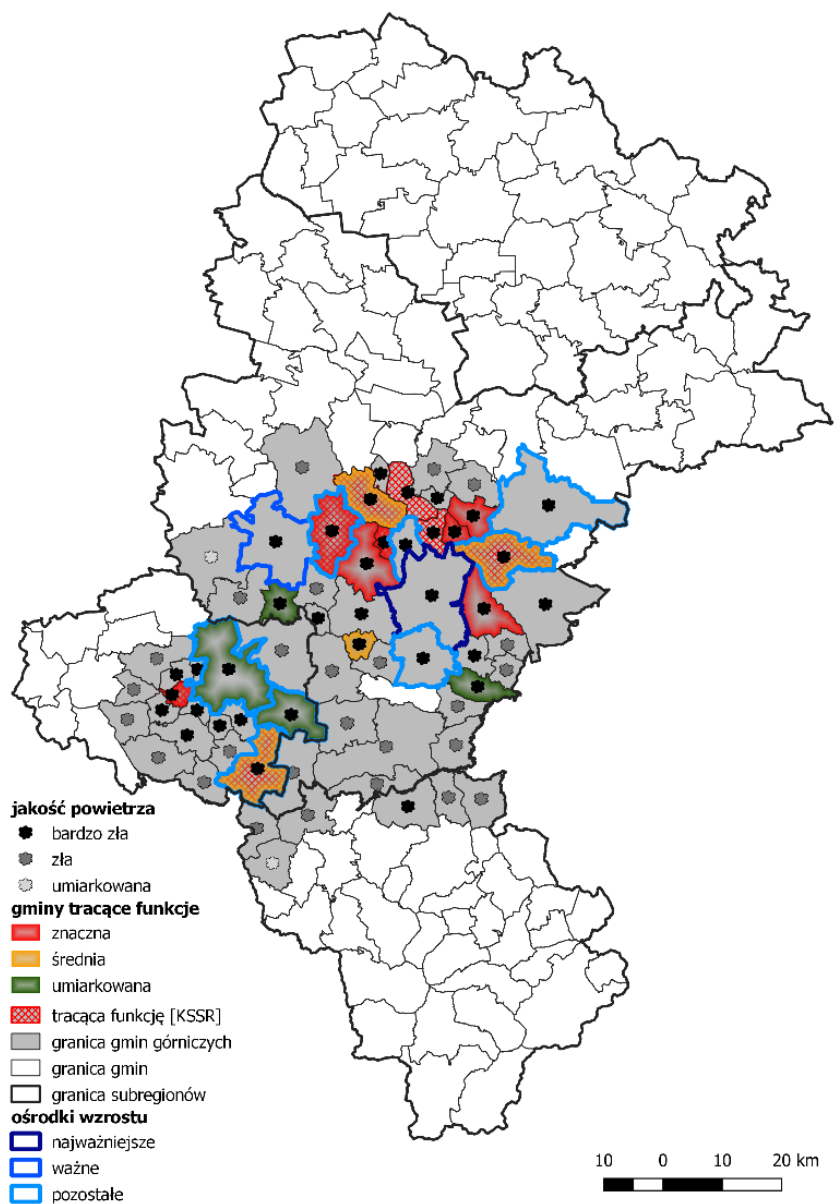 jakość powietrza
bardzo zła
zła
umiarkowana
gminy tracące funkcje
znaczna
średnia
umiarkowana
tracąca funkcję [KSSR]
granica gmin górniczych
granica gmin
granica subregionów
ośrodki wzrostu
najważniejsze
ważne
pozostałe
10 0 10 20 km